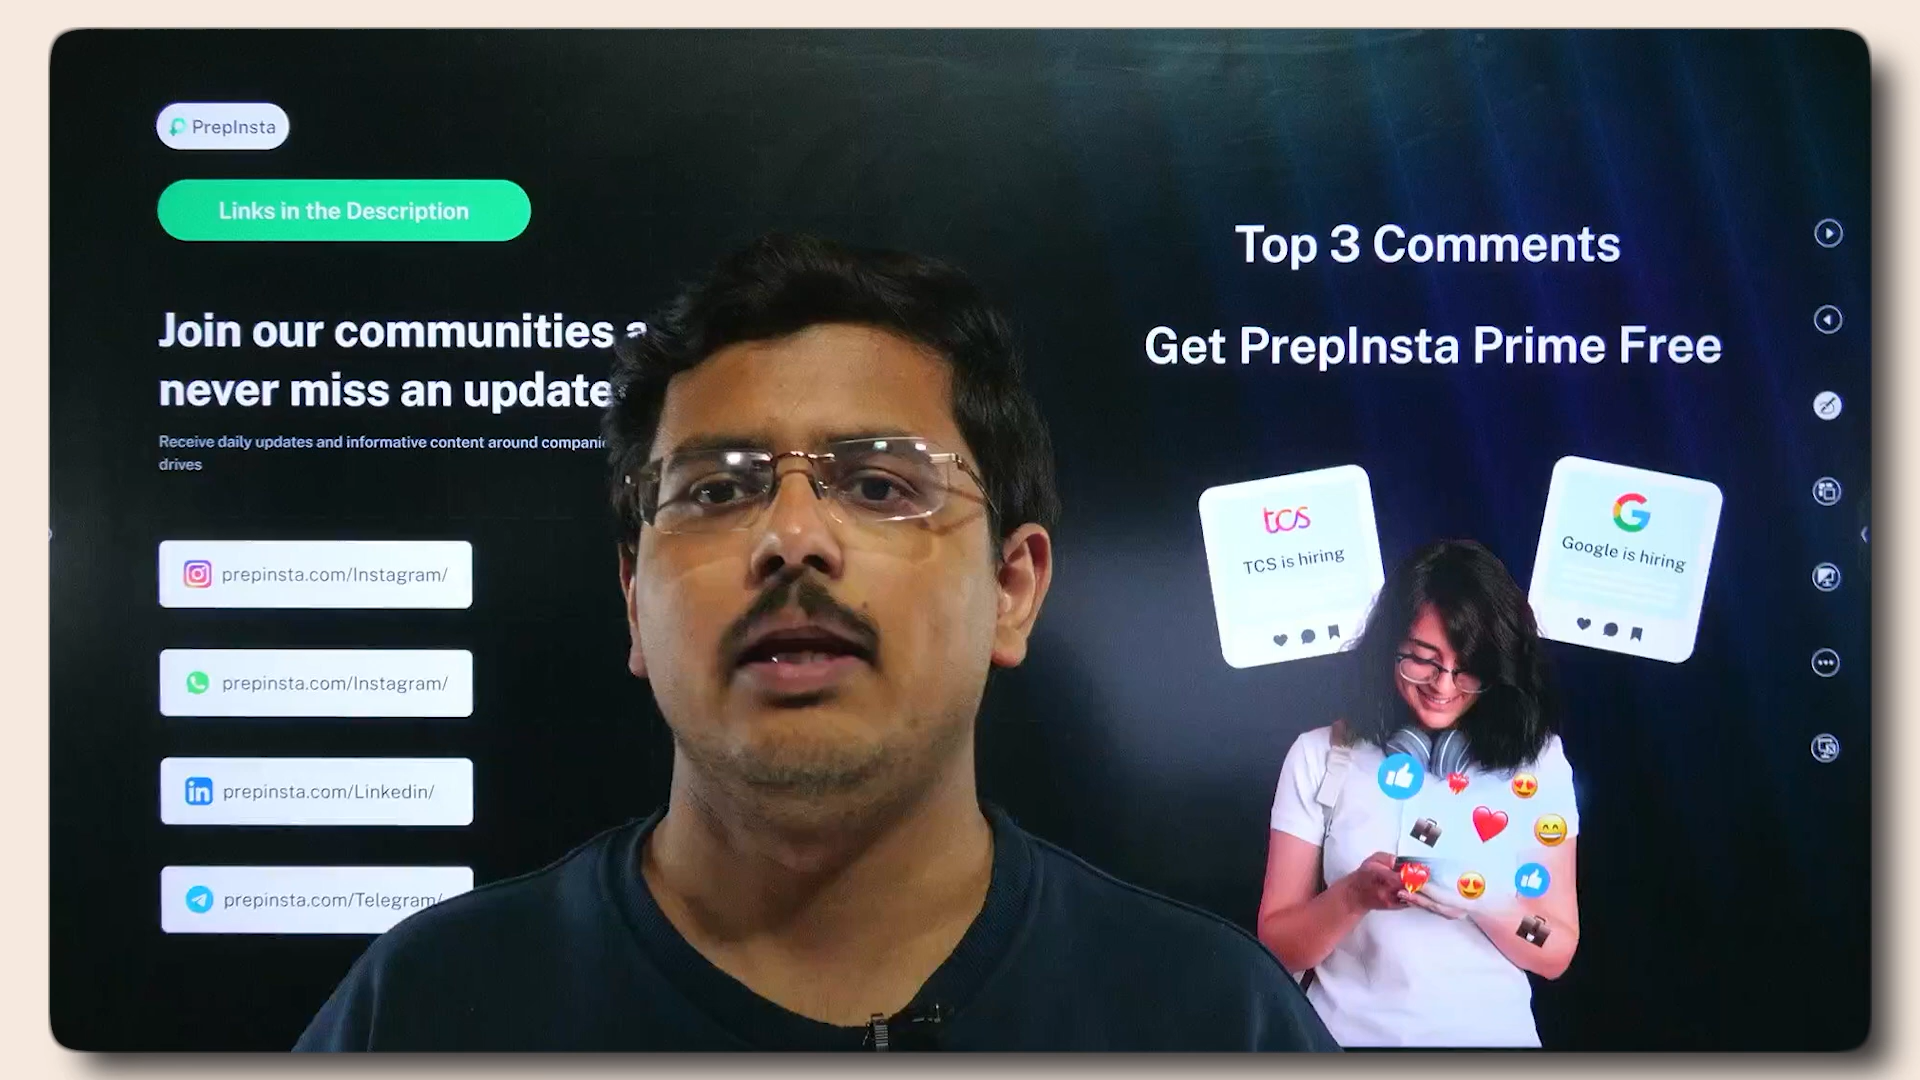 PrepInsta
Links in the Description
Join our communities a
never miss an update
Receive daily updates and informative content around
drives
prepinsta.com/Instagram/
prepinsta.com/Instagram/
prepinsta.com/Linkedin/
prepinsta.com/Telegram/
Top 3 Comments
Get PrepInsta Prime Free
tcs
TCS is hiring
G
Google is hiring